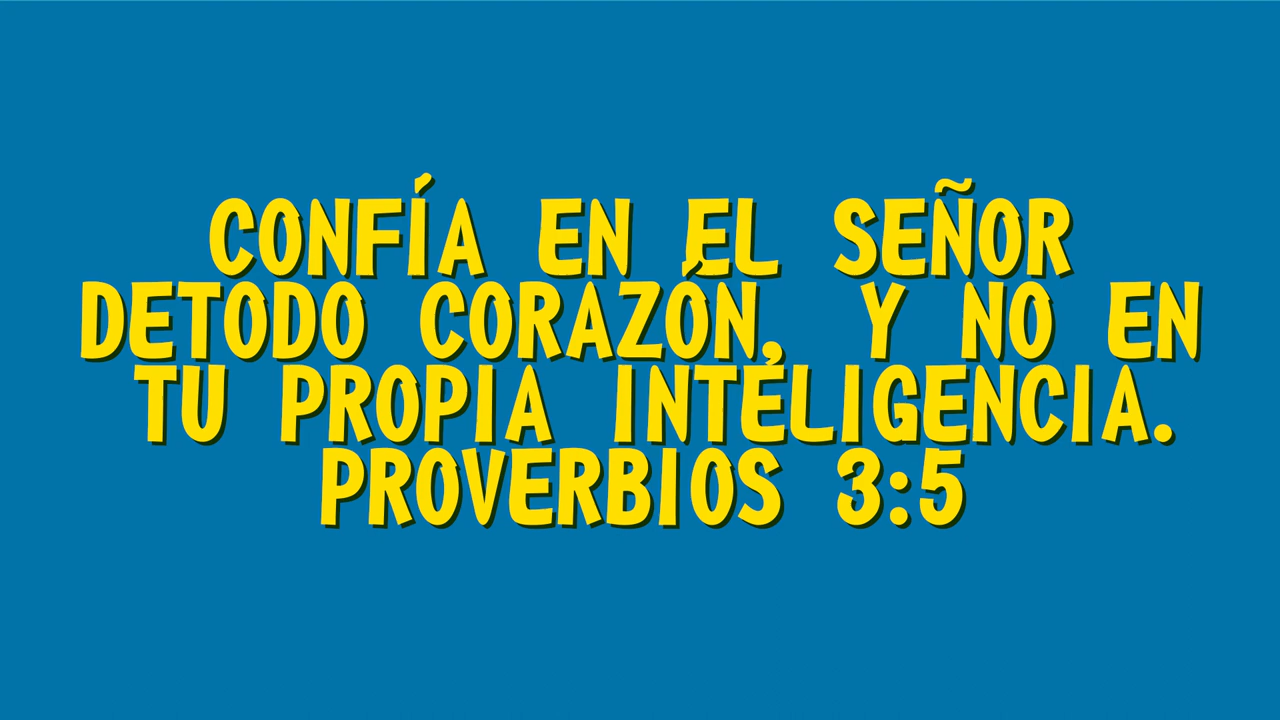 CONFÍA EN EL SEÑOR
DETODO CORAZÓN, Y NO EN
TU PROPIA INTELIGENCIA.
PROVERBIOS 3:5